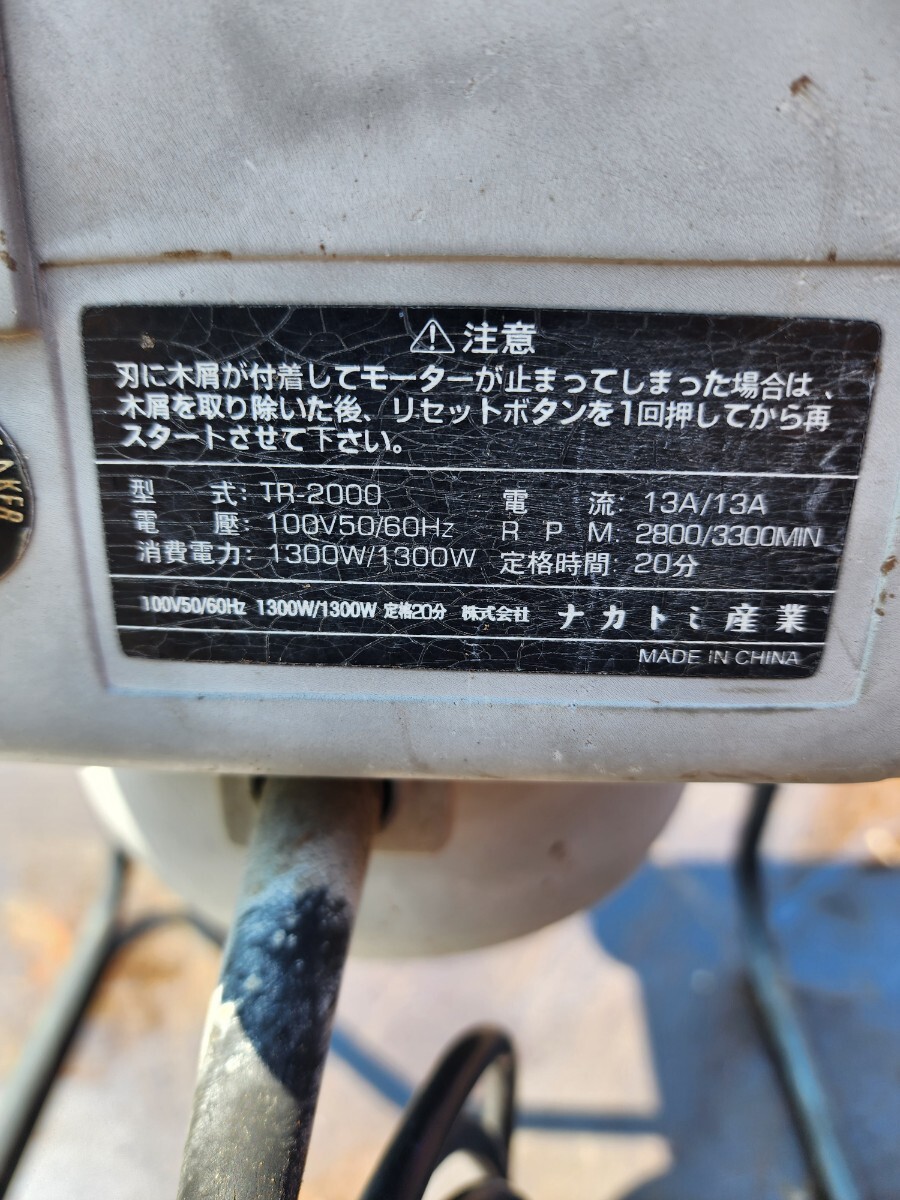 注意
刃に木屑が付着してモーターが止まってしまった場合は、
木屑を取り除いた後、リセットボタンを1回押してから再
スタートさせて下さい。
型 式: TR-2000 電 流: 13A/13A
電 壓: 100V50/60Hz R P M: 2800/3300MIN
消費電力: 1300W/1300W 定格時間: 20分
100V50/60Hz 1300W/1300W 定格20分 株式会社 ナカトミ産業
MADE IN CHINA